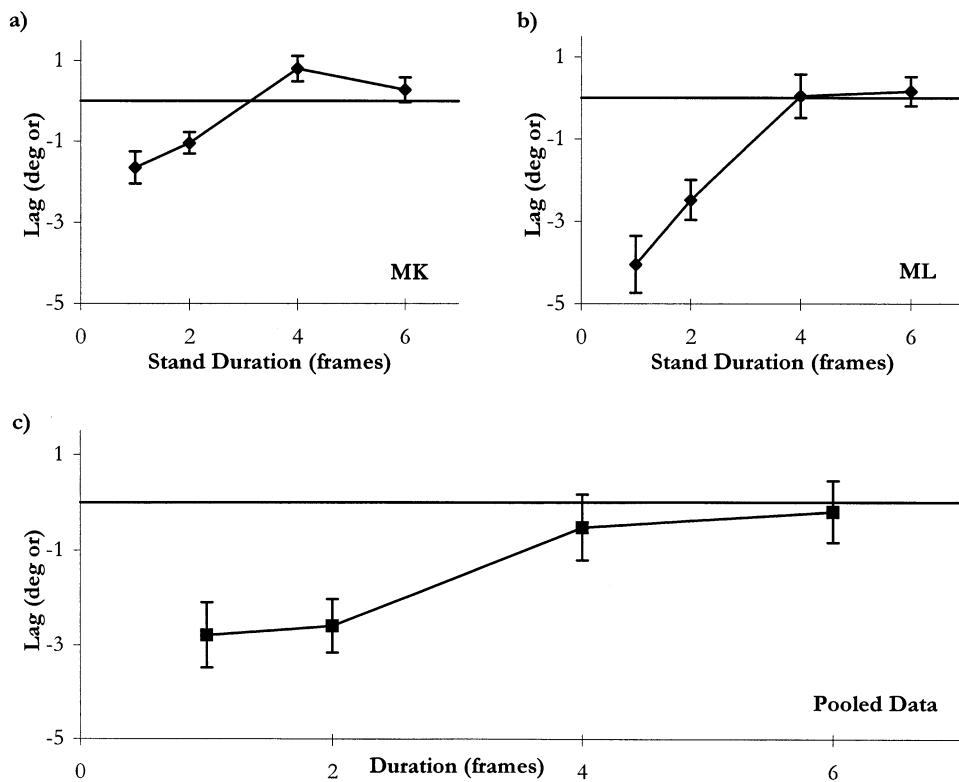 a)
1
-1
-3
-5
Lag (deg or)
MK
0 2 4 6
Stand Duration (frames)
b)
1
-1
-3
-5
Lag (deg or)
ML
0 2 4 6
Stand Duration (frames)
c)
1
-1
-3
-5
Lag (deg or)
Pooled Data
0 2 4 6
Duration (frames)